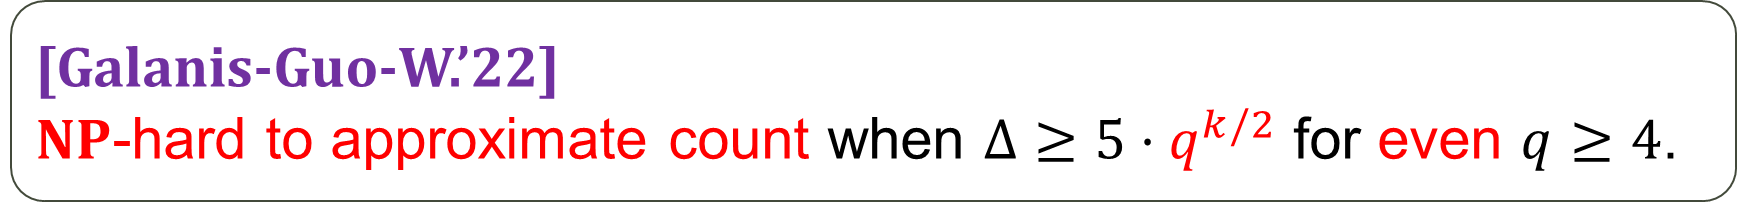 [Galanis-Guo-W.’22]
NP-hard to approximate count when Δ ≥ 5 · q^{k/2} for even q ≥ 4.